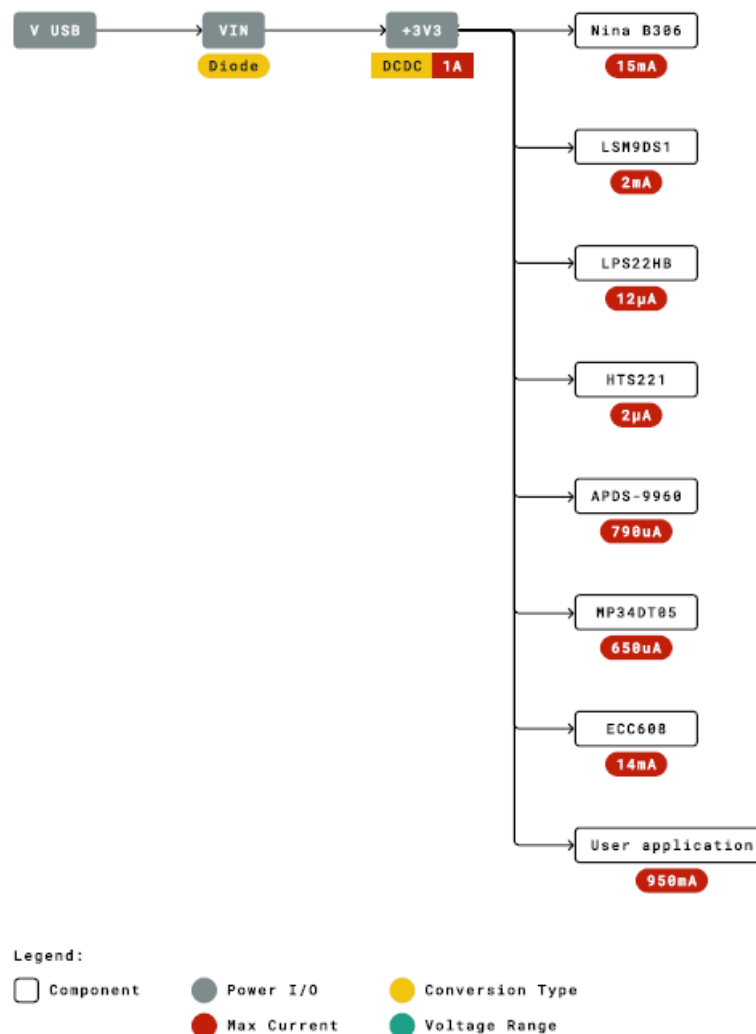 V USB
VIN
+3V3
Nina B306
Diode
DCDC
1A
15mA
LSM9DS1
2mA
LPS22HB
12µA
HTS221
2µA
APDS-9960
790uA
MP34DT05
650uA
ECC608
14mA
User application
950mA
Legend:
Component
Power I/O
Conversion Type
Max Current
Voltage Range